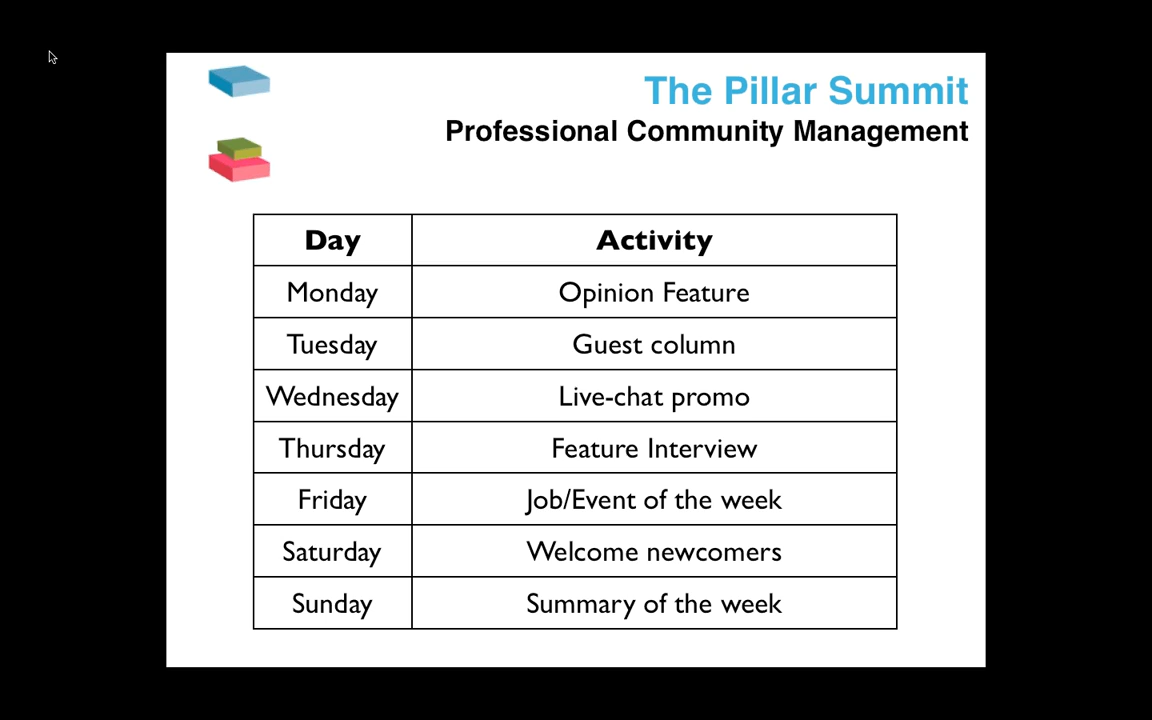 The Pillar Summit
Professional Community Management
Day Activity
Monday Opinion Feature
Tuesday Guest column
Wednesday Live-chat promo
Thursday Feature Interview
Friday Job/Event of the week
Saturday Welcome newcomers
Sunday Summary of the week